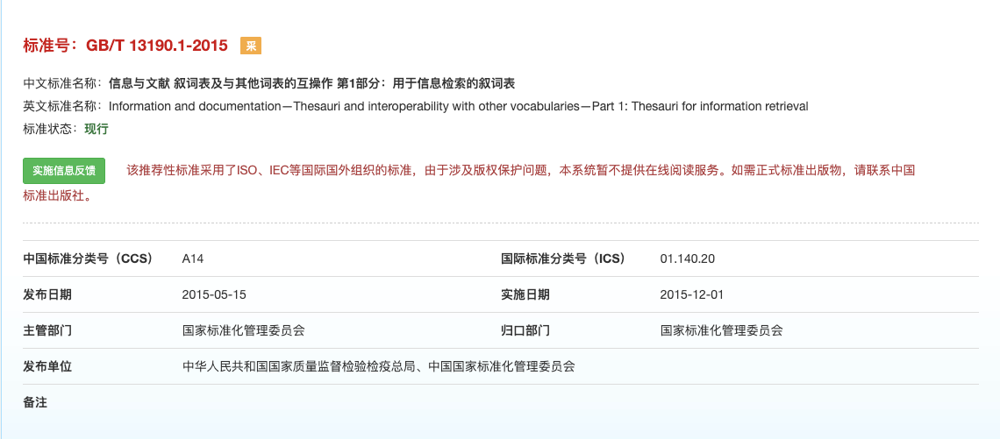 标准号：GB/T 13190.1-2015 采
中文标准名称：信息与文献 叙词表及与其他词表的互操作 第1部分：用于信息检索的叙词表
英文标准名称：Information and documentation—Thesauri and interoperability with other vocabularies—Part 1: Thesauri for information retrieval
标准状态：现行
实施信息反馈 该推荐性标准采用了ISO、IEC等国际国外组织的标准，由于涉及版权保护问题，本系统暂不提供在线阅读服务。如需正式标准出版物，请联系中国
标准出版社。
中国标准分类号（CCS） A14 国际标准分类号（ICS） 01.140.20
发布日期 2015-05-15 实施日期 2015-12-01
主管部门 国家标准化管理委员会 归口部门 国家标准化管理委员会
发布单位 中华人民共和国国家质量监督检验检疫总局、中国国家标准化管理委员会
备注